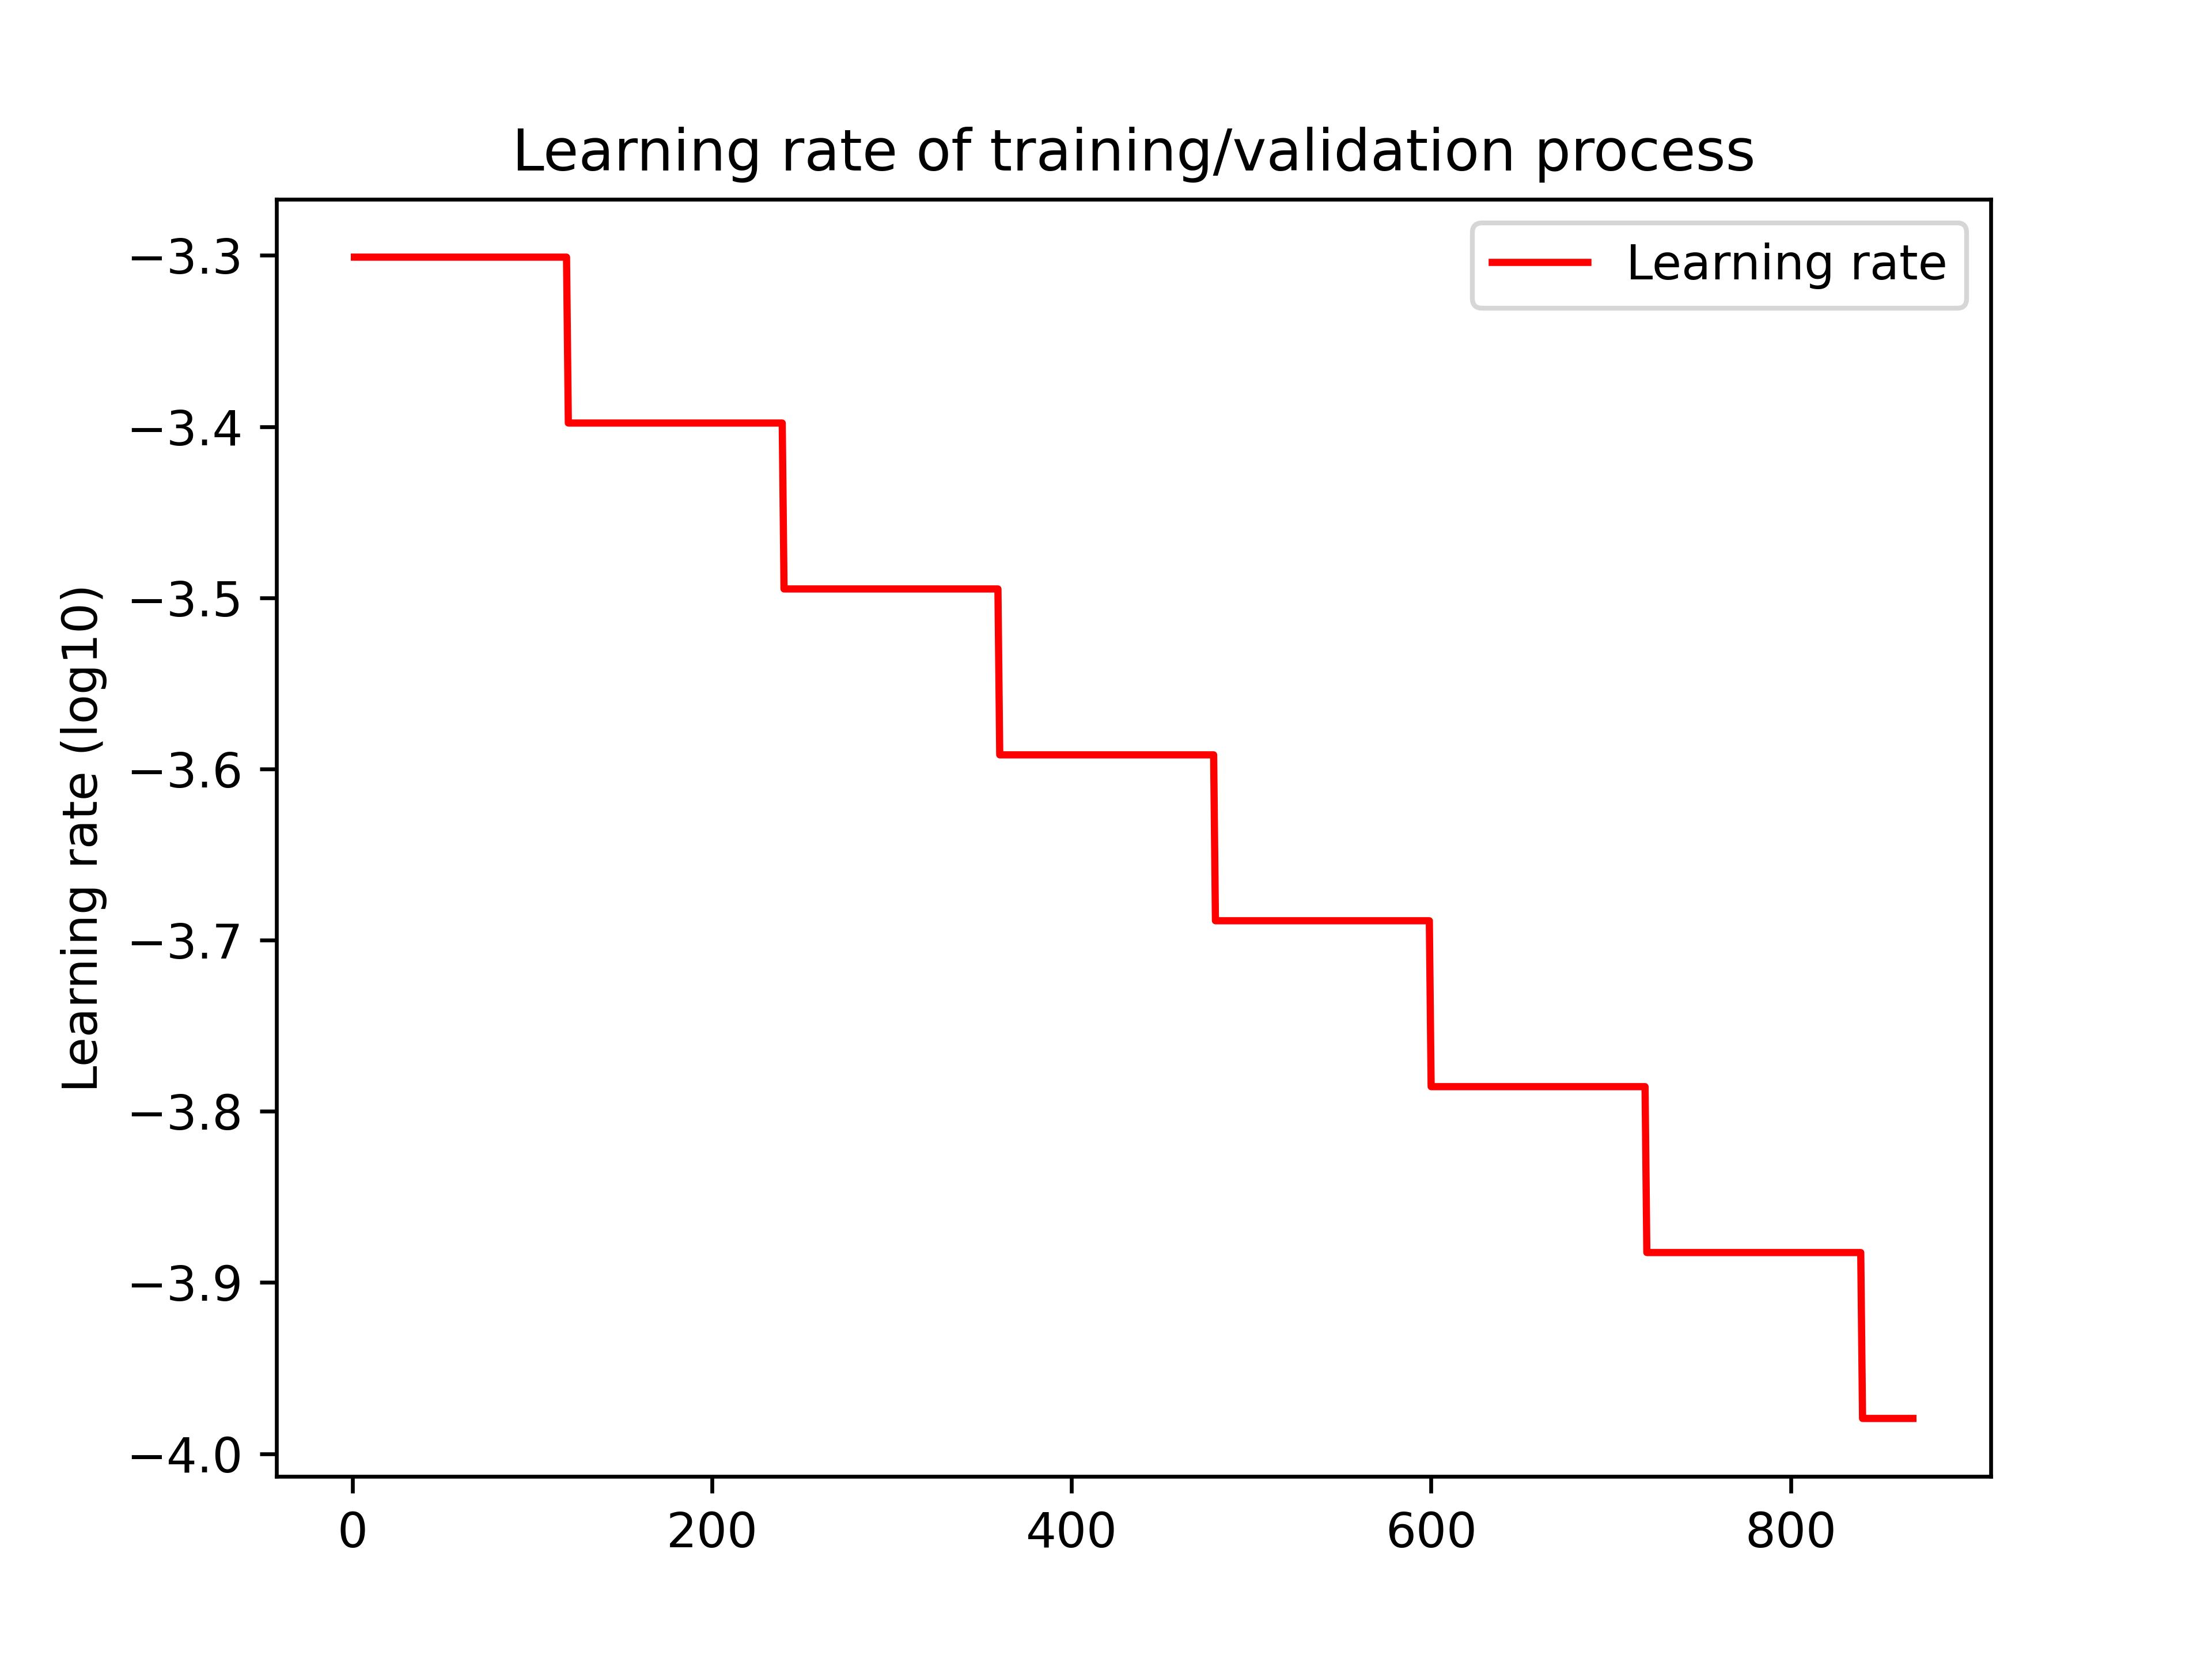 Learning rate of training/validation process
Learning rate
Learning rate (log10)
−3.3
−3.4
−3.5
−3.6
−3.7
−3.8
−3.9
−4.0
0 200 400 600 800